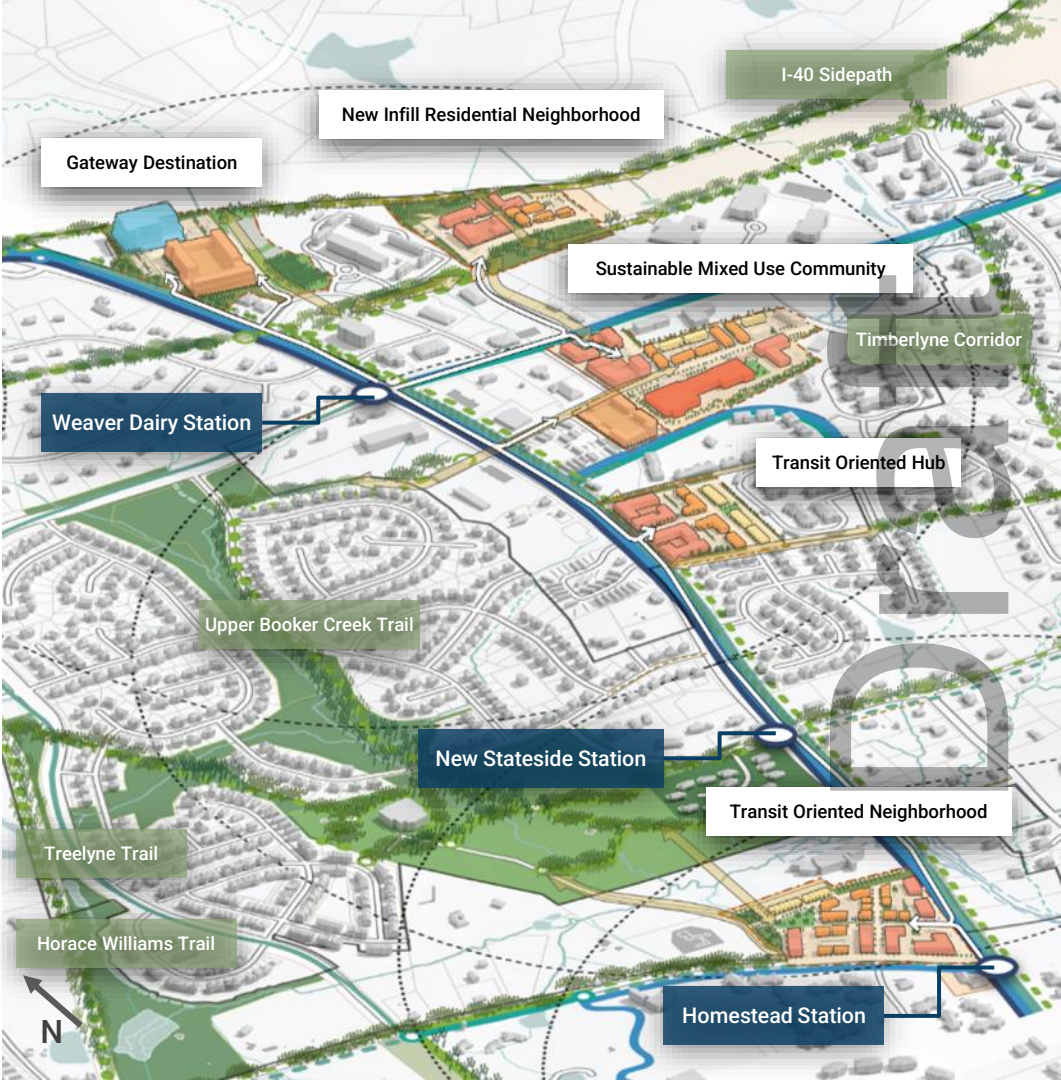 I-40 Sidepath
New Infill Residential Neighborhood
Gateway Destination
Sustainable Mixed Use Community
Timberlyne Corridor
Weaver Dairy Station
Transit Oriented Hub
Upper Booker Creek Trail
New Stateside Station
Transit Oriented Neighborhood
Treelyne Trail
Horace Williams Trail
N
Homestead Station
Draft